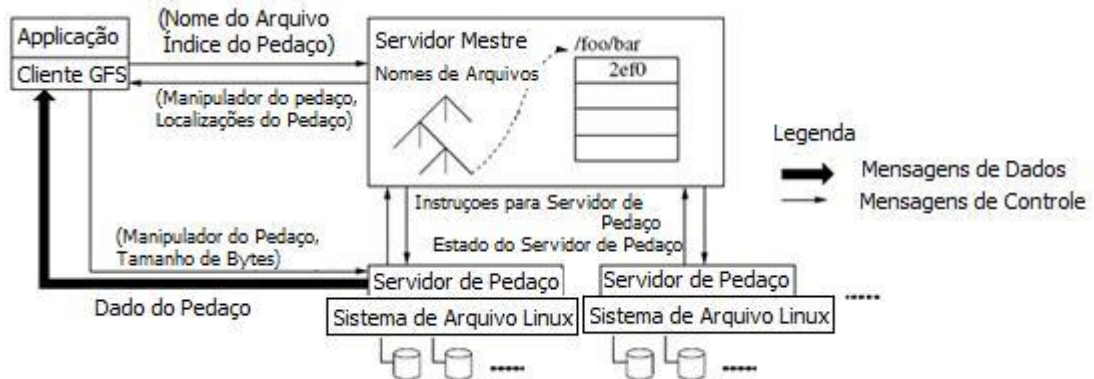 (Nome do Arquivo
Índice do Pedaço)
Applicação
Cliente GFS
(Manipulador do pedaço,
Localizações do Pedaço)
Servidor Mestre
Nomes de Arquivos
/foo/bar
2ef0
Legenda
Mensagens de Dados
Mensagens de Controle
Instruçoes para Servidor de
Pedaço
Estado do Servidor de Pedaço
(Manipulador do Pedaço,
Tamanho de Bytes)
Dado do Pedaço
Servidor de Pedaço
Sistema de Arquivo Linux
Servidor de Pedaço
Sistema de Arquivo Linux